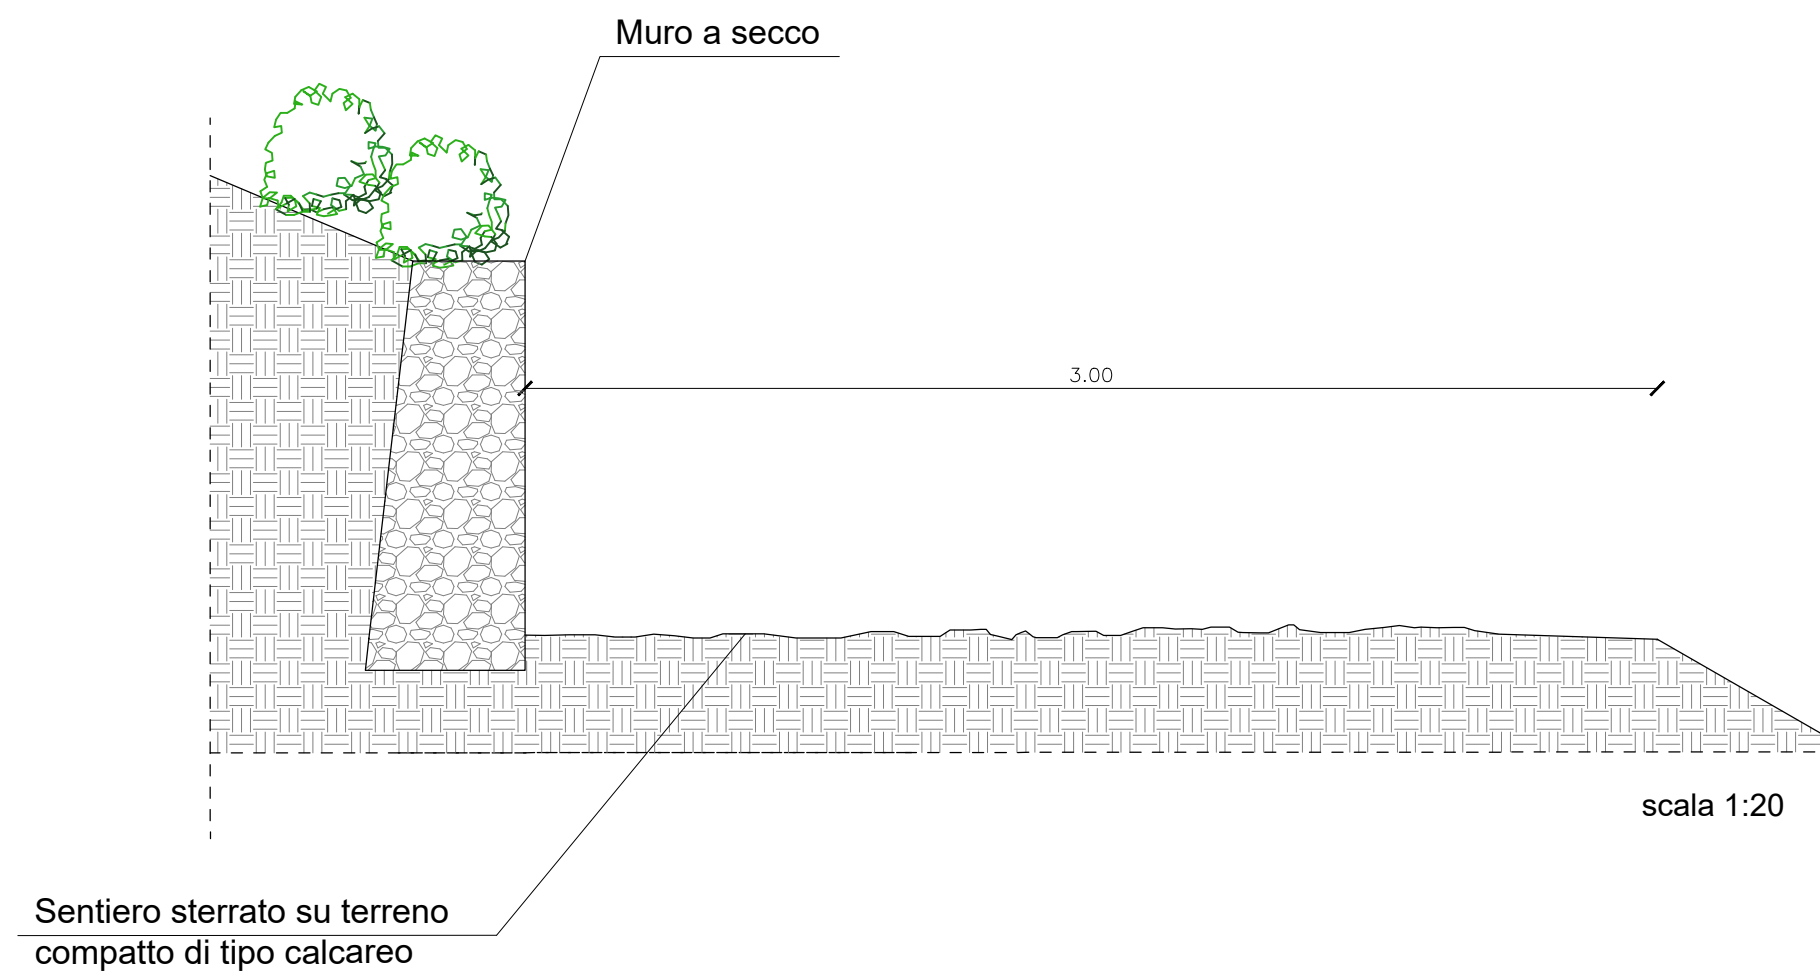 Muro a secco
3.00
scala 1:20
Sentiero sterrato su terreno
compatto di tipo calcareo